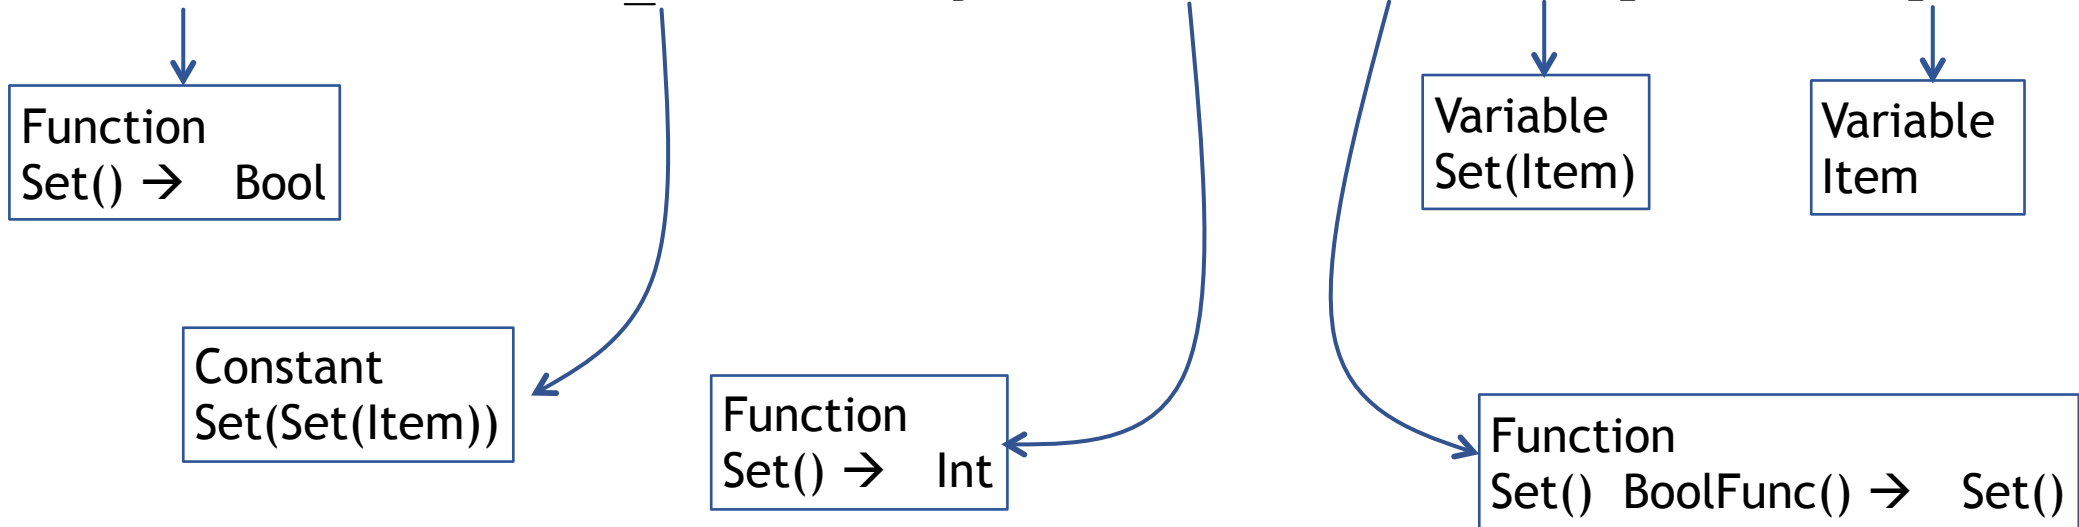 Function
Set() → Bool
Variable
Set(Item)
Variable
Item
Constant
Set(Set(Item))
Function
Set() → Int
Function
Set() BoolFunc() → Set()